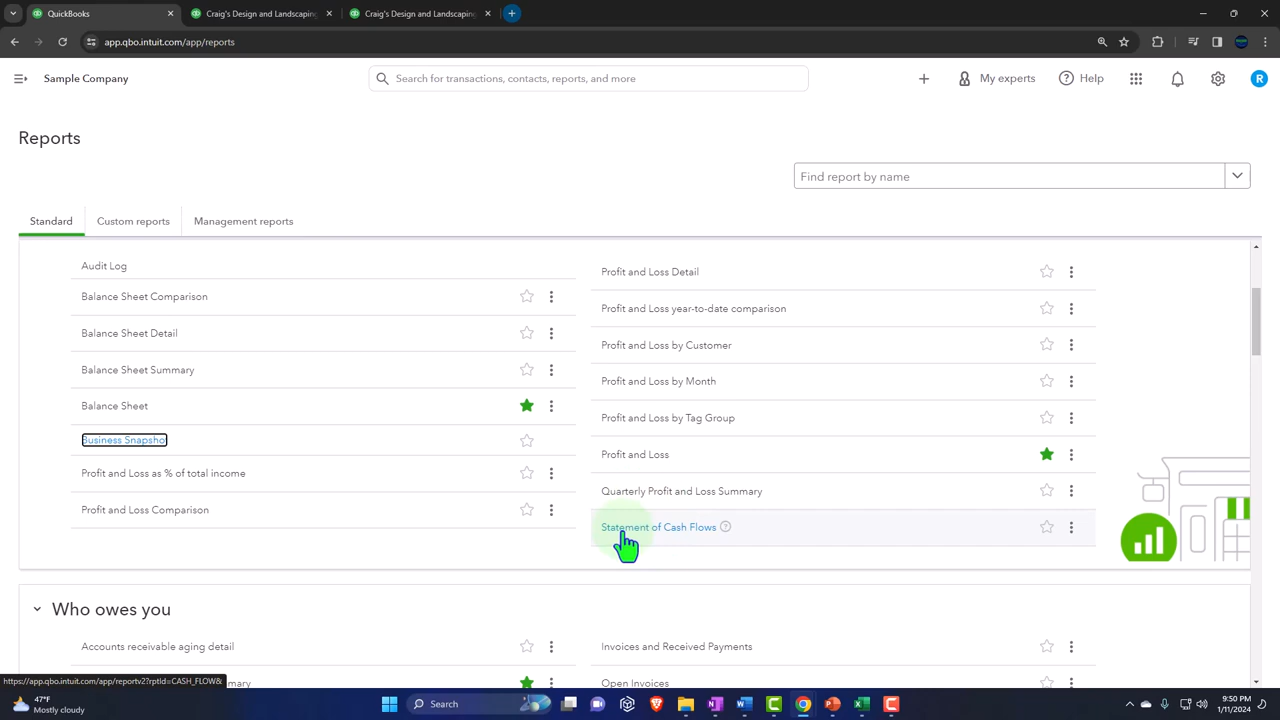 QuickBooks
Craig's Design and Landscaping
Craig's Design and Landscaping
app.qbo.intuit.com/app/reports
Sample Company
Search for transactions, contacts, reports, and more
My experts
Help
R
Reports
Find report by name
Standard
Custom reports
Management reports
Audit Log
Balance Sheet Comparison
Balance Sheet Detail
Balance Sheet Summary
Balance Sheet
Business Snapshot
Profit and Loss as % of total income
Profit and Loss Comparison
Profit and Loss Detail
Profit and Loss year-to-date comparison
Profit and Loss by Customer
Profit and Loss by Month
Profit and Loss by Tag Group
Profit and Loss
Quarterly Profit and Loss Summary
Statement of Cash Flows
Who owes you
Accounts receivable aging detail
Invoices and Received Payments
Open Invoices
https://app.qbo.intuit.com/app/reportv2?rptId=CASH_FLOW&
47°F
Mostly cloudy
Search
9:50 PM
1/11/2024